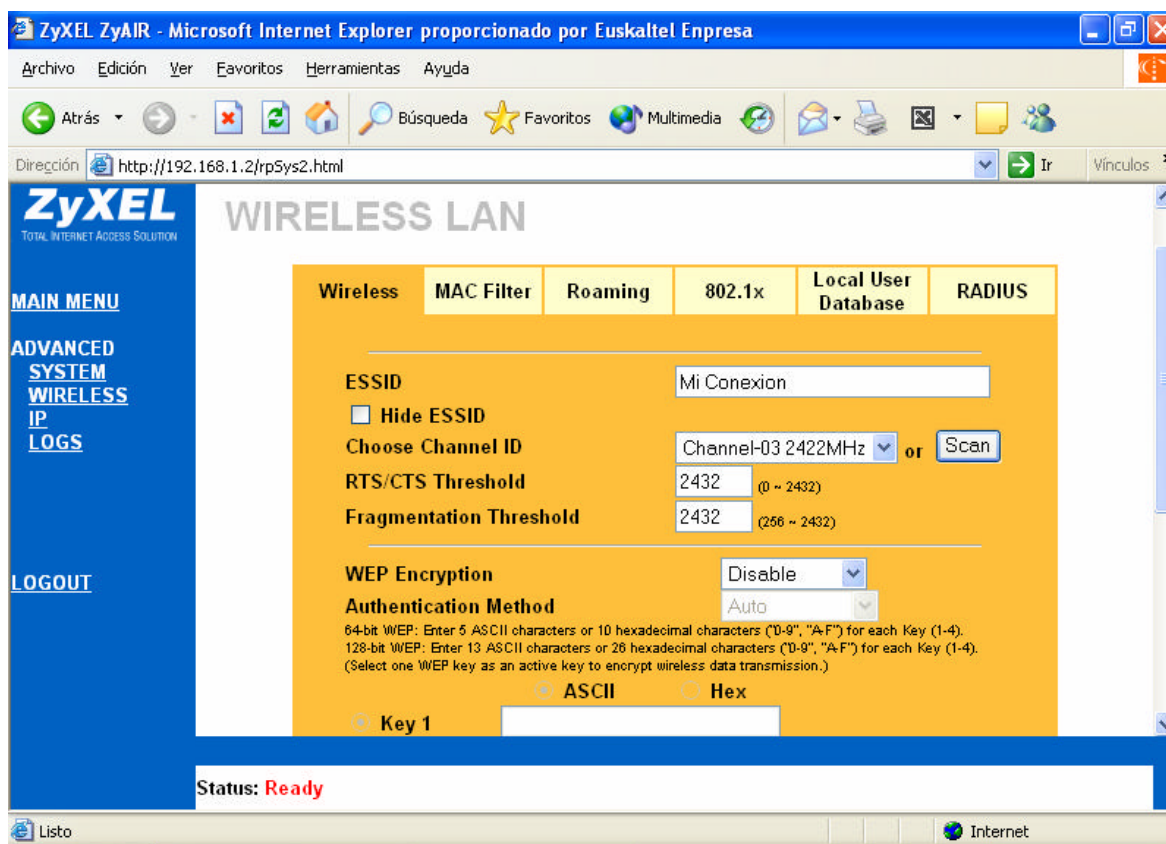 ZyXEL ZyAIR - Microsoft Internet Explorer proporcionado por Euskaltel Enpresa
Archivo Edición Ver Favoritos Herramientas Ayuda
Atrás Búsqueda Favoritos Multimedia
Dirección http://192.168.1.2/rpSys2.html Ir Vínculos
ZyXEL
TOTAL INTERNET ACCESS SOLUTION
WIRELESS LAN
MAIN MENU
ADVANCED
SYSTEM
WIRELESS
IP
LOGS
LOGOUT
Wireless MAC Filter Roaming 802.1x Local User Database RADIUS
ESSID Mi Conexion
Hide ESSID
Choose Channel ID Channel-03 2422MHz or Scan
RTS/CTS Threshold 2432 (0 ~ 2432)
Fragmentation Threshold 2432 (256 ~ 2432)
WEP Encryption Disable
Authentication Method Auto
64-bit WEP: Enter 5 ASCII characters or 10 hexadecimal characters ("0-9", "A-F") for each Key (1-4).
128-bit WEP: Enter 13 ASCII characters or 26 hexadecimal characters ("0-9", "A-F") for each Key (1-4).
(Select one WEP key as an active key to encrypt wireless data transmission.)
ASCII Hex
Key 1
Status: Ready
Listo Internet